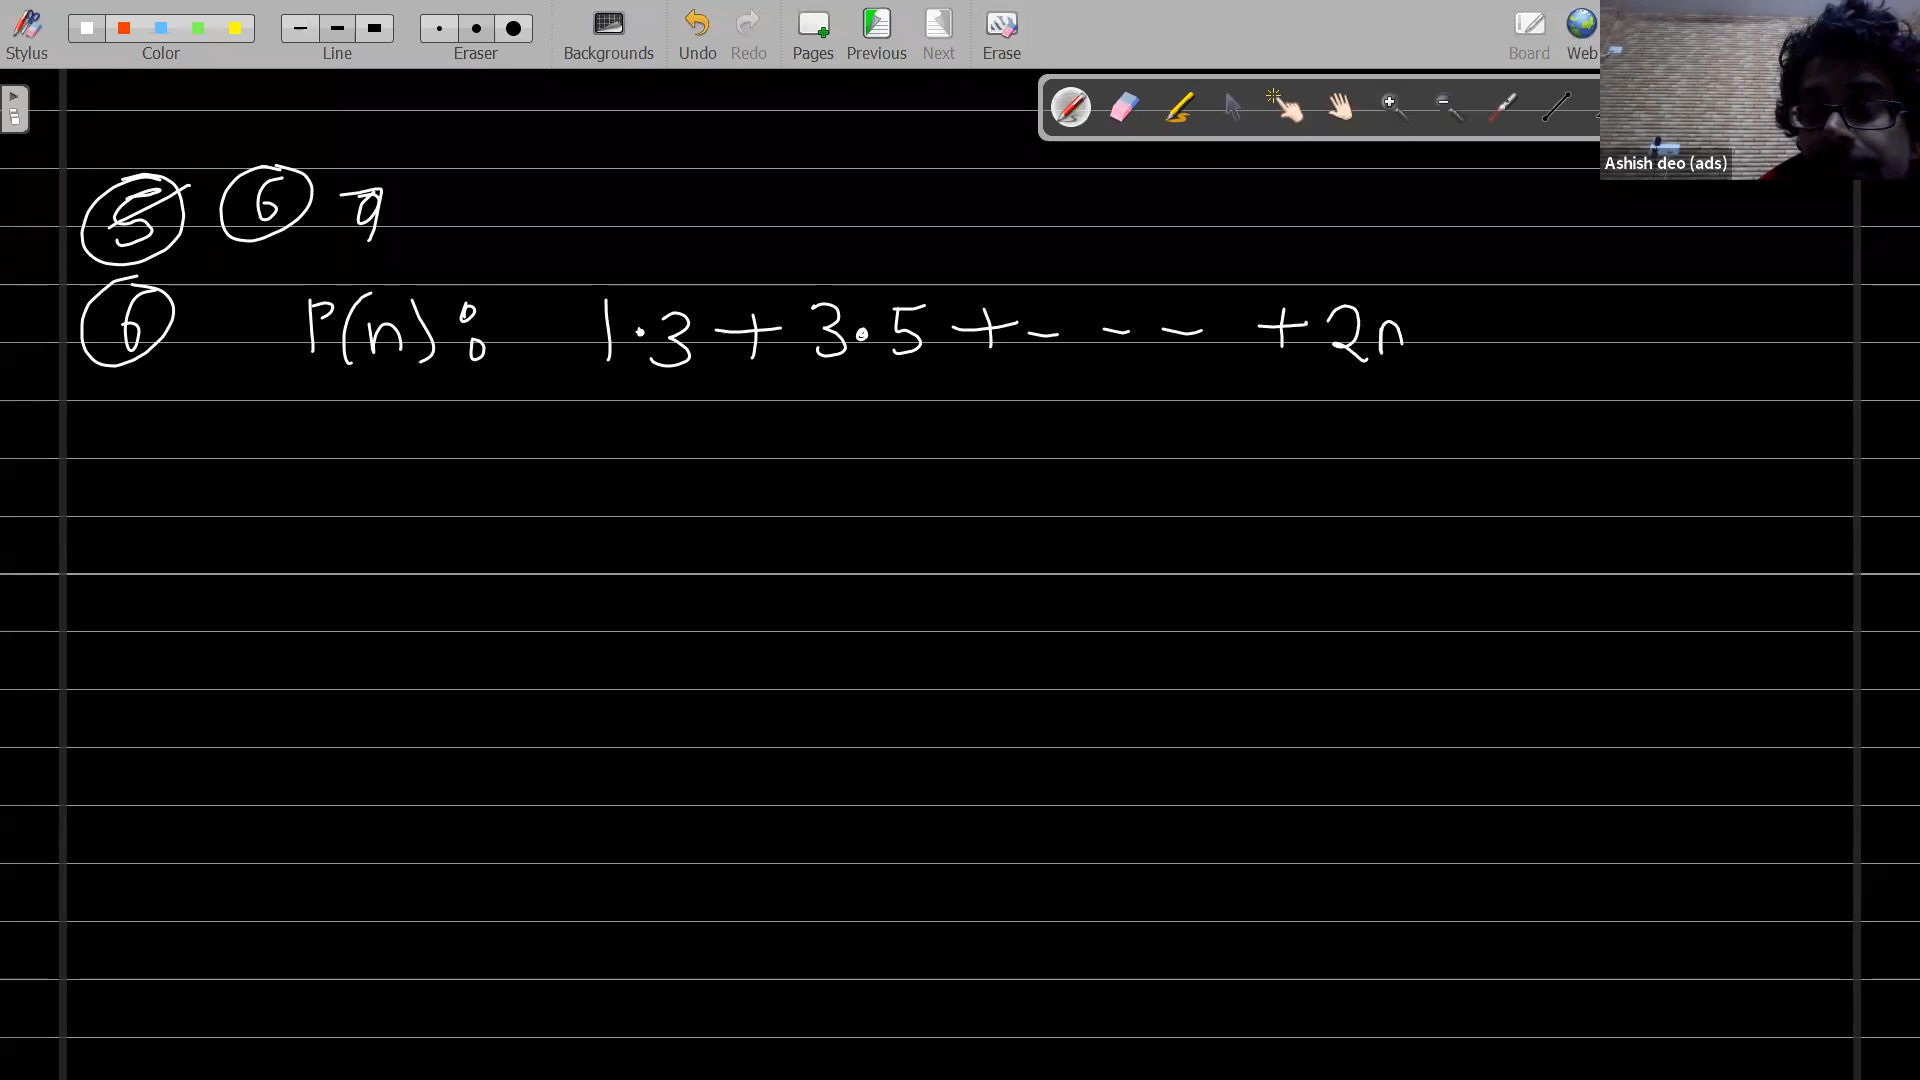 Stylus Color Line Eraser Backgrounds Undo Redo Pages Previous Next Erase Board Web
Ashish deo (ads)
5 6 9
6 P(n): 1·3 + 3·5 + - - - + 2n